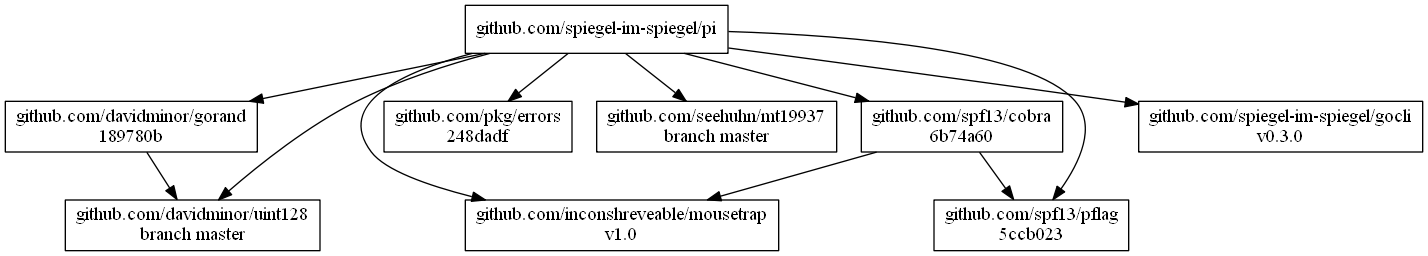 github.com/spiegel-im-spiegel/pi
github.com/davidminor/gorand
189780b
github.com/pkg/errors
248dadf
github.com/seehuhn/mt19937
branch master
github.com/spf13/cobra
6b74a60
github.com/spiegel-im-spiegel/gocli
v0.3.0
github.com/davidminor/uint128
branch master
github.com/inconshreveable/mousetrap
v1.0
github.com/spf13/pflag
5ccb023